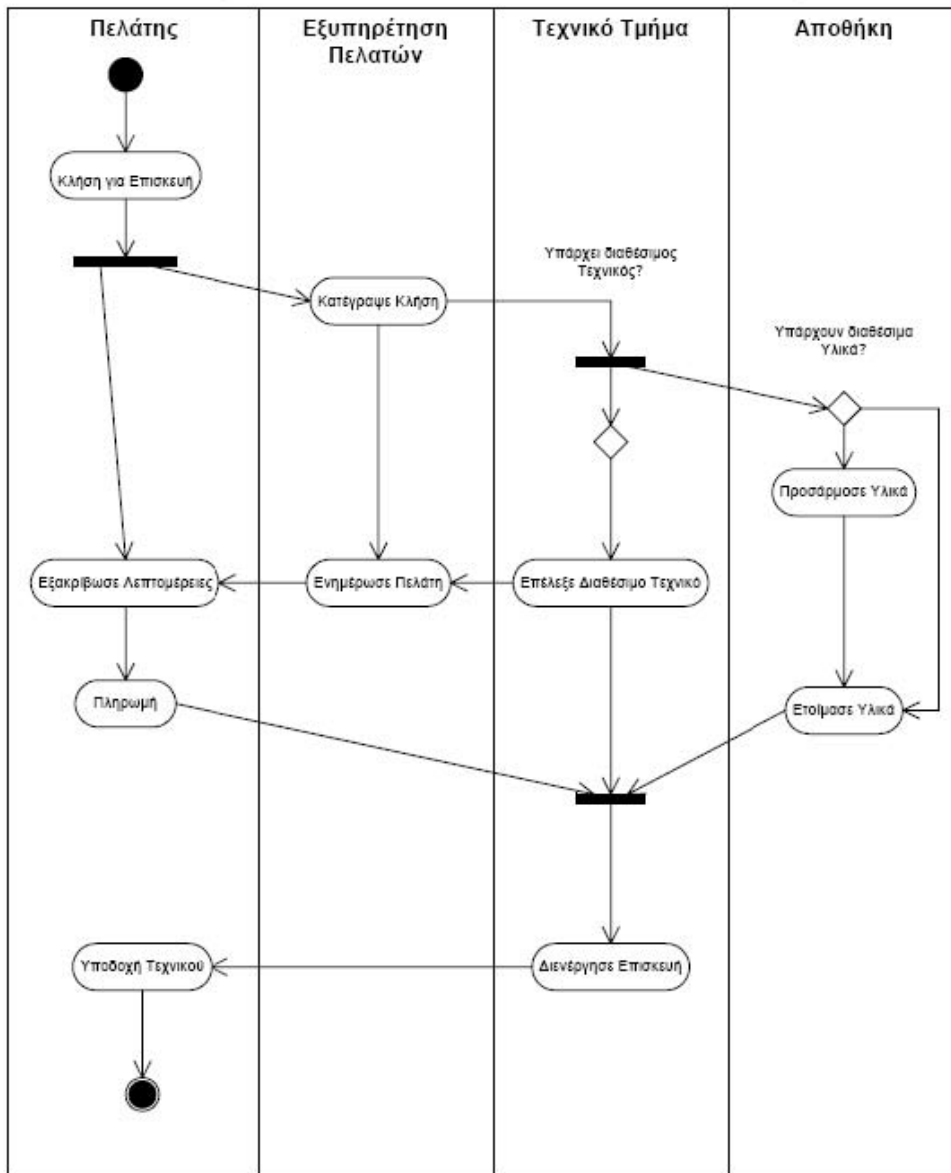 Πελάτης
Εξυπηρέτηση
Πελατών
Τεχνικό Τμήμα
Αποθήκη
Κλήση για Επισκευή
Υπάρχει διαθέσιμος
Τεχνικός?
Κατέγραψε Κλήση
Υπάρχουν διαθέσιμα
Υλικά?
Προσάρμοσε Υλικά
Εξακρίβωσε Λεπτομέρειες
Ενημέρωσε Πελάτη
Επέλεξε Διαθέσιμο Τεχνικό
Πληρωμή
Ετοίμασε Υλικά
Υποδοχή Τεχνικού
Διενέργησε Επισκευή